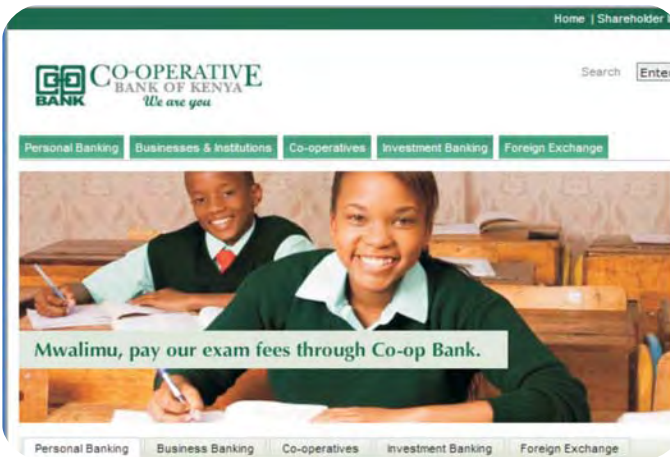 Home | Shareholder
CO-OPERATIVE
BANK OF KENYA
We are you
BANK
Search Enter
Personal Banking Businesses & Institutions Co-operatives Investment Banking Foreign Exchange
Mwalimu, pay our exam fees through Co-op Bank.
Personal Banking Business Banking Co-operatives Investment Banking Foreign Exchange